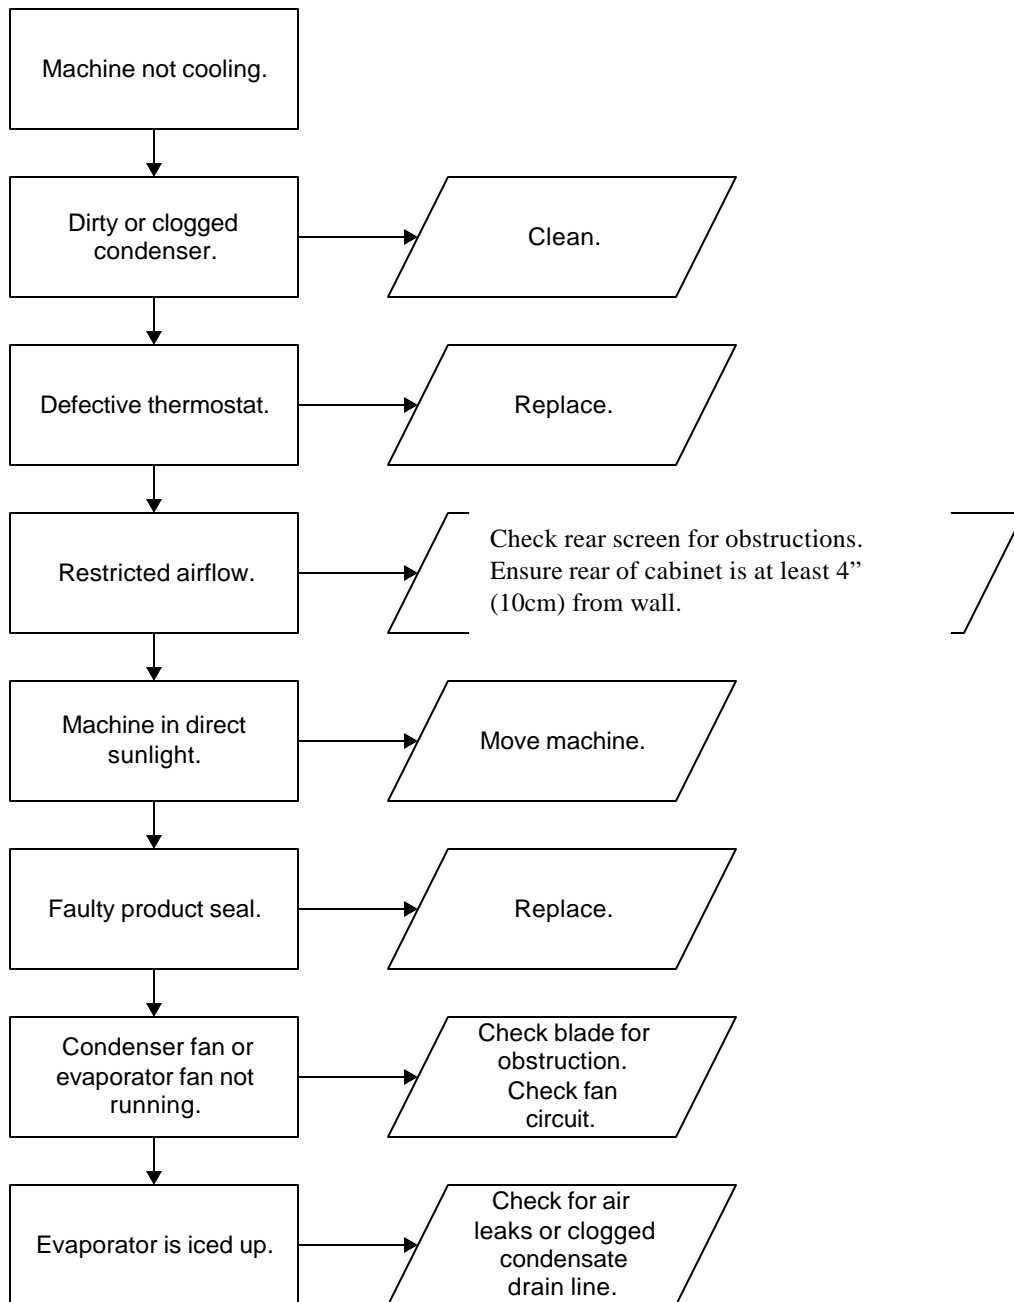 Machine not cooling.
Dirty or clogged
condenser.
Clean.
Defective thermostat.
Replace.
Restricted airflow.
Check rear screen for obstructions.
Ensure rear of cabinet is at least 4”
(10cm) from wall.
Machine in direct
sunlight.
Move machine.
Faulty product seal.
Replace.
Condenser fan or
evaporator fan not
running.
Check blade for
obstruction.
Check fan
circuit.
Evaporator is iced up.
Check for air
leaks or clogged
condensate
drain line.